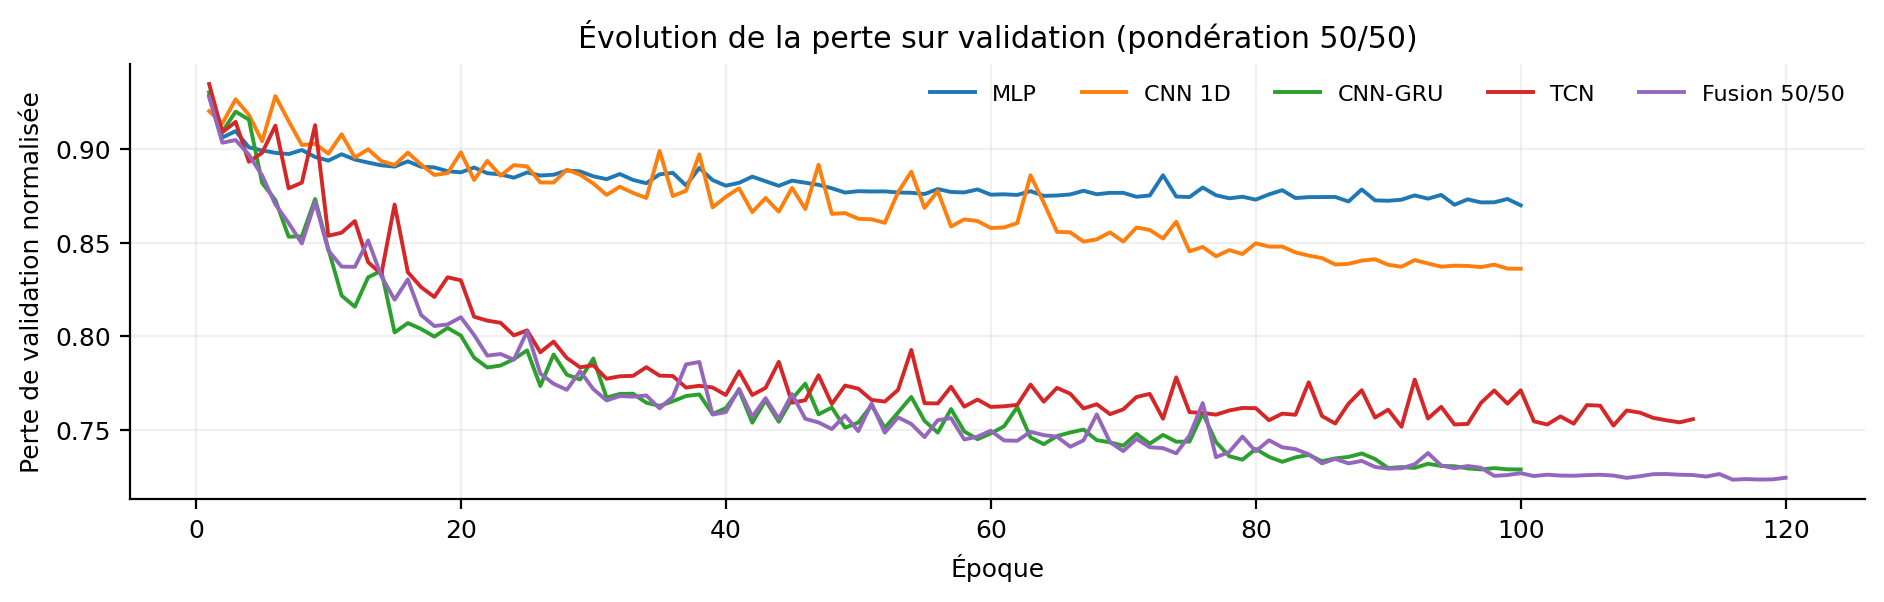 Évolution de la perte sur validation (pondération 50/50)
MLP CNN 1D CNN-GRU TCN Fusion 50/50
Perte de validation normalisée
0.90
0.85
0.80
0.75
0 20 40 60 80 100 120
Époque